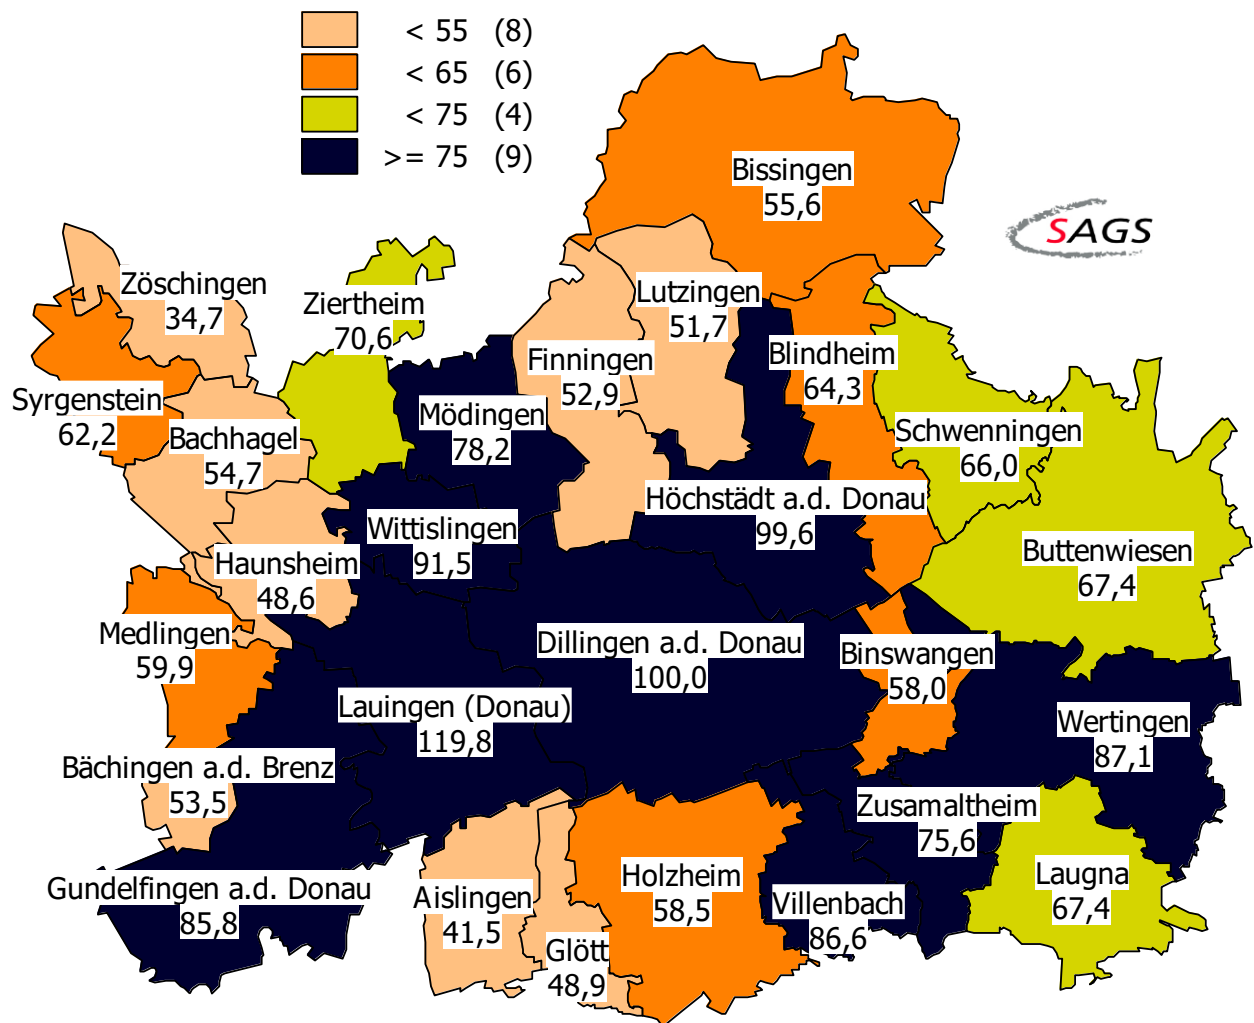 < 55 (8)
< 65 (6)
< 75 (4)
>= 75 (9)
Bissingen
55,6
SAGS
Zöschingen
34,7
Ziertheim
70,6
Lutzingen
51,7
Finningen
52,9
Blindheim
64,3
Syrgenstein
62,2
Bachhagel
54,7
Mödingen
78,2
Schwenningen
66,0
Höchstädt a.d. Donau
99,6
Wittislingen
91,5
Buttenwiesen
67,4
Haunsheim
48,6
Medlingen
59,9
Dillingen a.d. Donau
100,0
Binswangen
58,0
Lauingen (Donau)
119,8
Wertingen
87,1
Bächingen a.d. Brenz
53,5
Zusamaltheim
75,6
Gundelfingen a.d. Donau
85,8
Aislingen
41,5
Holzheim
58,5
Villenbach
86,6
Laugna
67,4
Glött
48,9